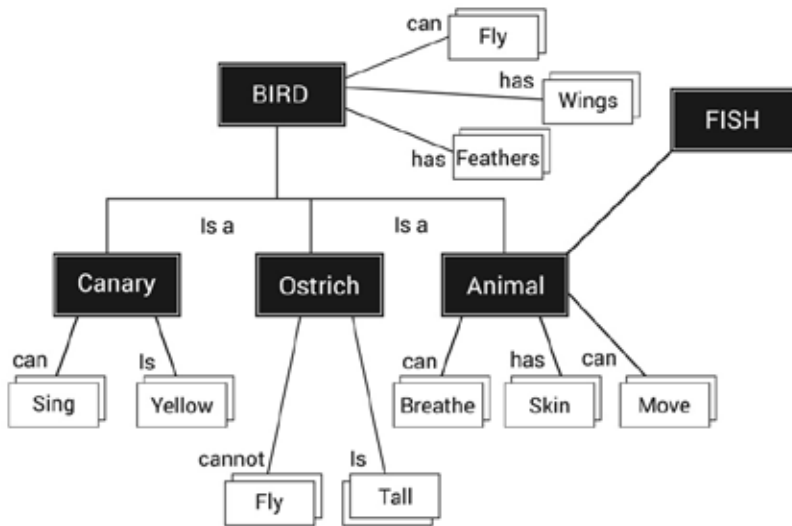 can
Fly
BIRD
has
Wings
FISH
has
Feathers
Is a
Is a
Canary
Ostrich
Animal
can
Is
can
has
can
Sing
Yellow
Breathe
Skin
Move
cannot
Is
Fly
Tall